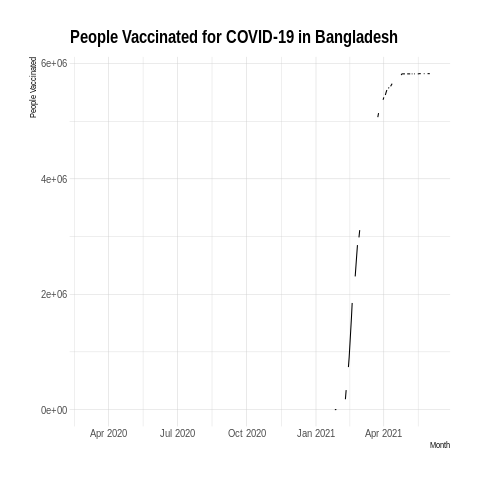 People Vaccinated for COVID-19 in Bangladesh
People Vaccinated
6e+06
4e+06
2e+06
0e+00
Apr 2020 Jul 2020 Oct 2020 Jan 2021 Apr 2021
Month